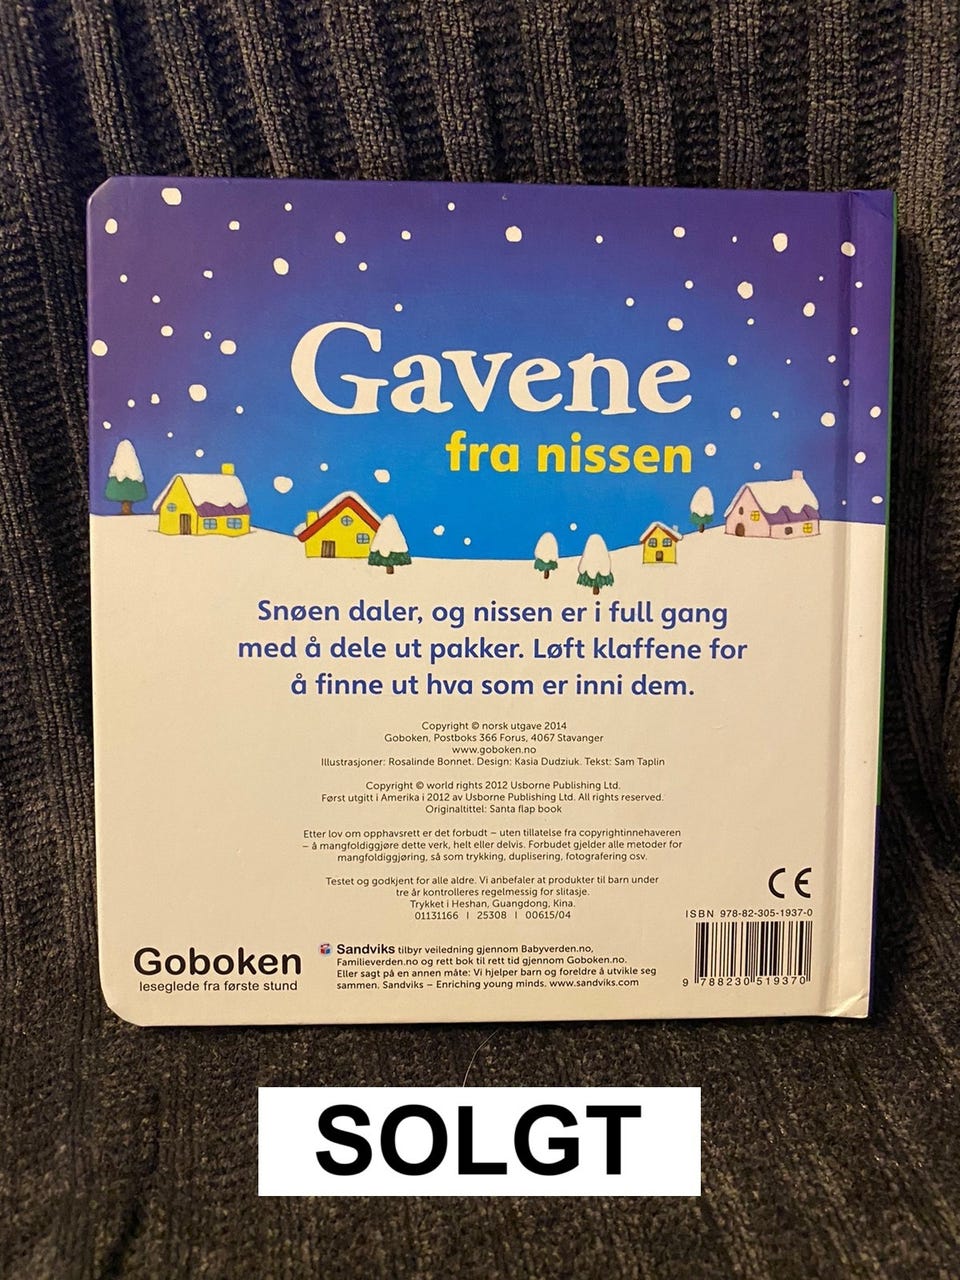 Gavene
fra nissen
Snøen daler, og nissen er i full gang
med å dele ut pakker. Løft klaffene for
å finne ut hva som er inni dem.
Copyright © norsk utgave 2014
Goboken, Postboks 366 Forus, 4067 Stavanger
www.goboken.no
Illustrasjoner: Rosalinde Bonnet. Design: Kasia Dudziuk. Tekst: Sam Taplin
Copyright © world rights 2012 Usborne Publishing Ltd.
Først utgitt i Amerika i 2012 av Usborne Publishing Ltd. All rights reserved.
Originaltittel: Santa flap book
Etter lov om opphavsrett er det forbudt – uten tillatelse fra copyrightinnehaveren
– å mangfoldiggjøre dette verk, helt eller delvis. Forbudet gjelder alle metoder for
mangfoldiggjøring, så som trykking, duplisering, fotografering osv.
Testet og godkjent for alle aldre. Vi anbefaler at produkter til barn under
tre år kontrolleres regelmessig for slitasje.
Trykket i Heshan, Guangdong, Kina.
01131166 | 25308 | 00615/04
CE
ISBN 978-82-305-1937-0
9 788230 519370
Goboken
leseglede fra første stund
Sandviks tilbyr veiledning gjennom Babyverden.no,
Familieverden.no og rett bok til rett tid gjennom Goboken.no.
Eller sagt på en annen måte: Vi hjelper barn og foreldre å utvikle seg
sammen. Sandviks – Enriching young minds. www.sandviks.com
SOLGT